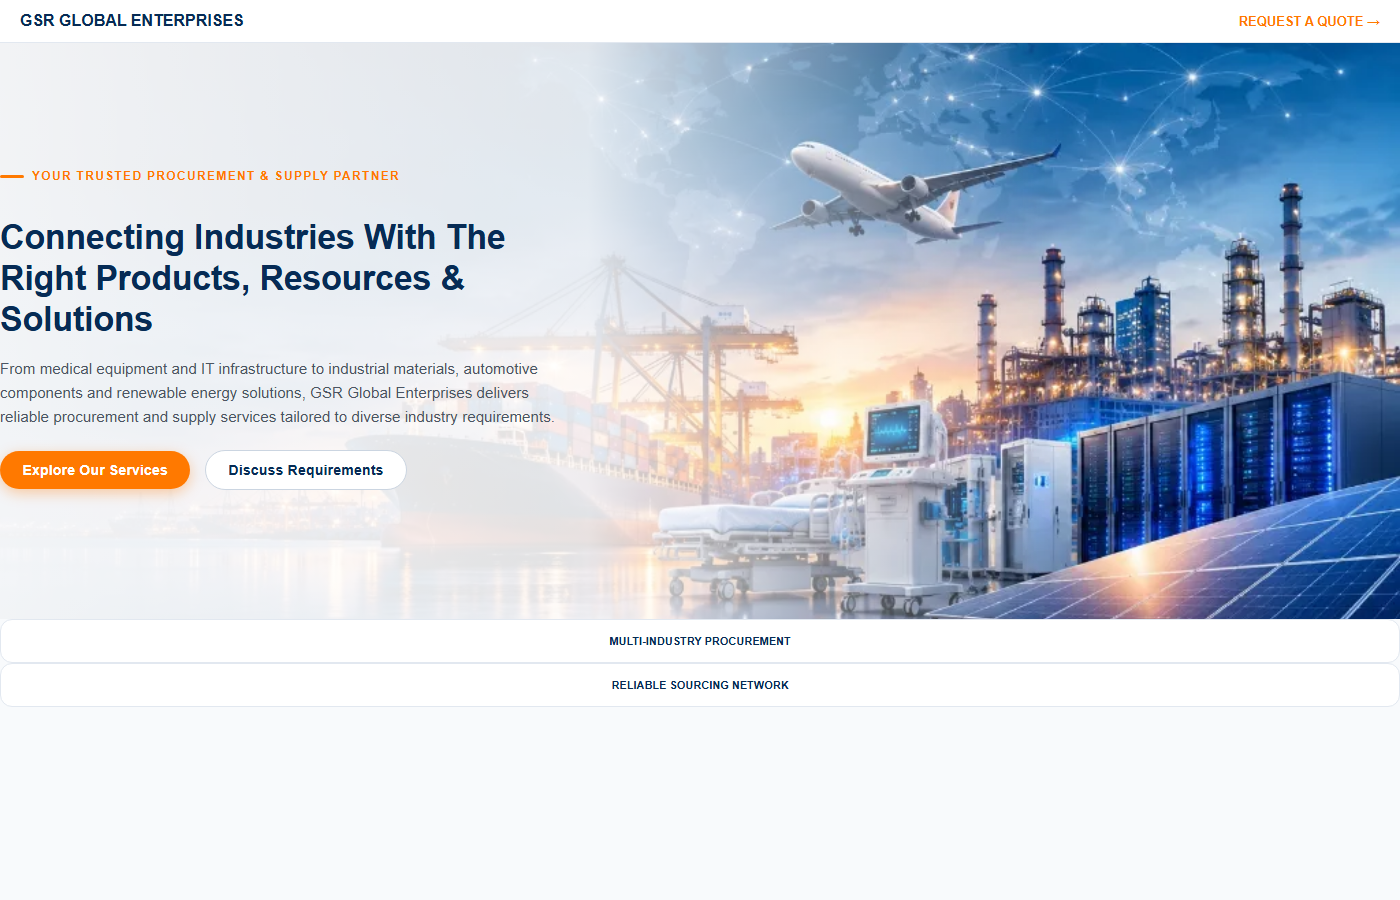 GSR GLOBAL ENTERPRISES
REQUEST A QUOTE →
YOUR TRUSTED PROCUREMENT & SUPPLY PARTNER
Connecting Industries With The
Right Products, Resources &
Solutions
From medical equipment and IT infrastructure to industrial materials, automotive
components and renewable energy solutions, GSR Global Enterprises delivers
reliable procurement and supply services tailored to diverse industry requirements.
Explore Our Services
Discuss Requirements
MULTI-INDUSTRY PROCUREMENT
RELIABLE SOURCING NETWORK